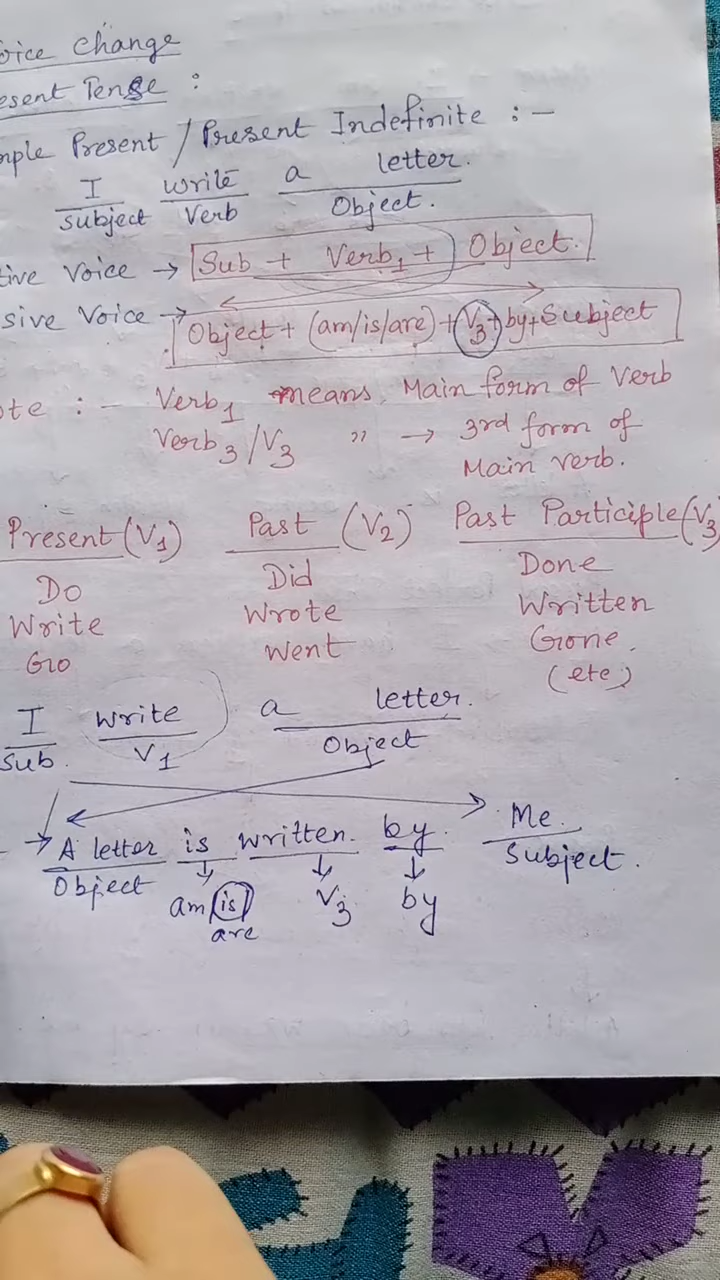 oice Change
esent Tense :
mple Present / Present Indefinite :-
I write a letter.
Subject Verb Object.
tive Voice → Sub + Verb1 + Object.
sive Voice → Object + (am/is/are) + V3 + by + Subject
ote :- Verb1 means Main form of Verb
Verb3/V3 " → 3rd form of
Main verb.
Present (V1) Past (V2) Past Participle (V3
Do Did Done
Write Wrote Written
Go Went Gone.
(etc)
I write a letter.
Sub. V1 Object
→ A letter is written by Me.
Object Subject.
am is V3 by
are